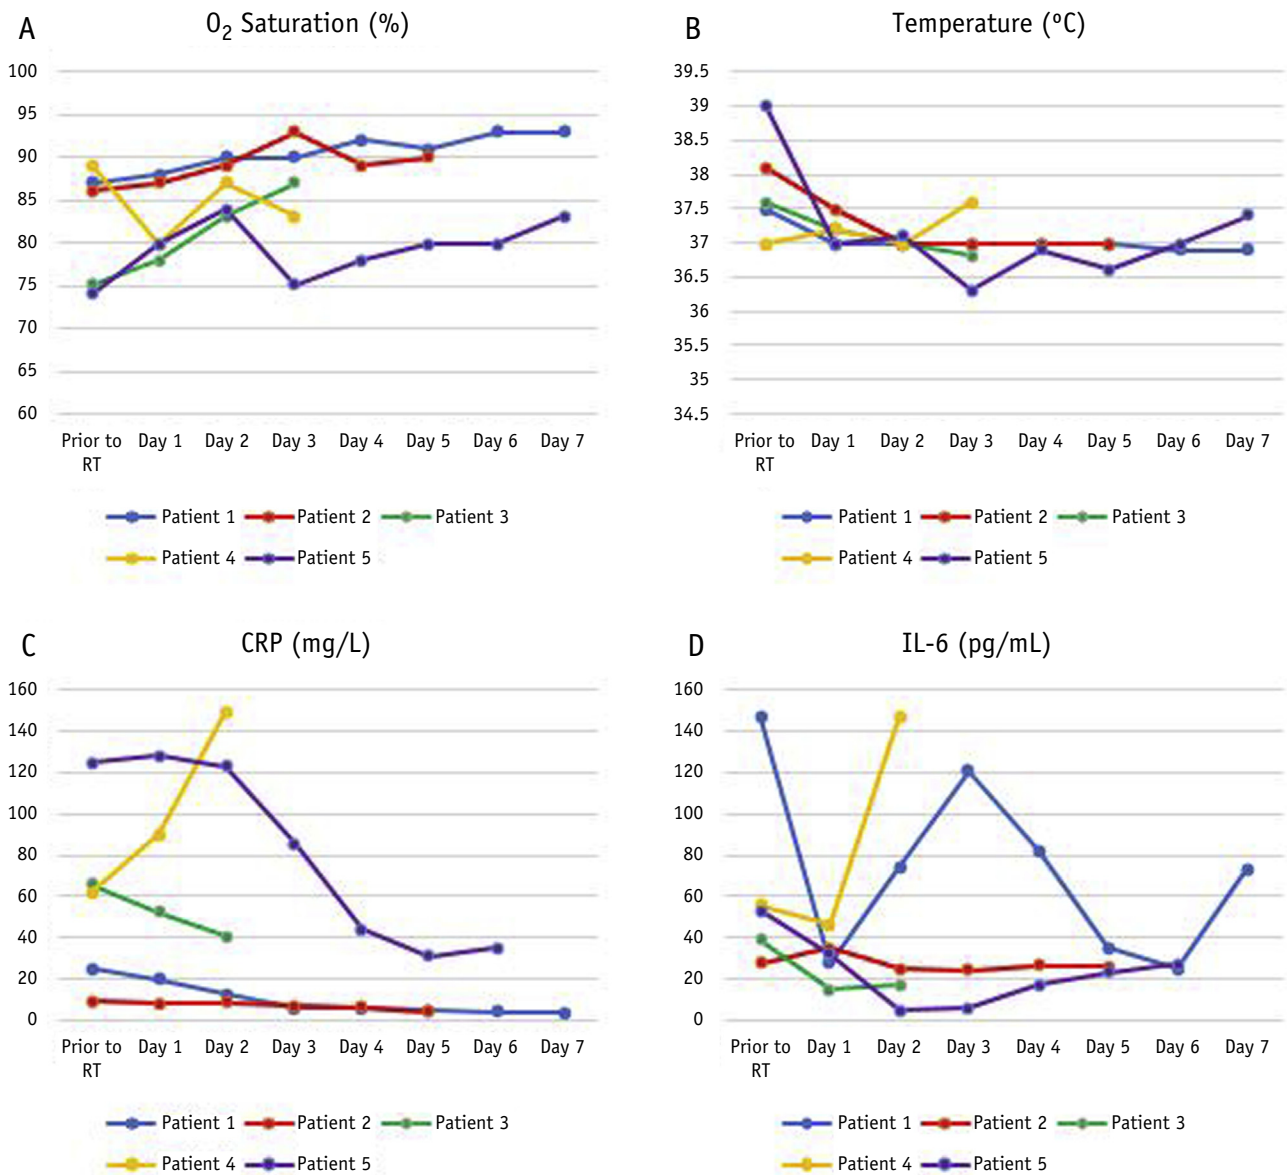 A O2 Saturation (%)
100
95
90
85
80
75
70
65
60
Prior to RT Day 1 Day 2 Day 3 Day 4 Day 5 Day 6 Day 7
Patient 1 Patient 2 Patient 3
Patient 4 Patient 5
B Temperature (ºC)
39.5
39
38.5
38
37.5
37
36.5
36
35.5
35
34.5
Prior to RT Day 1 Day 2 Day 3 Day 4 Day 5 Day 6 Day 7
Patient 1 Patient 2 Patient 3
Patient 4 Patient 5
C CRP (mg/L)
160
140
120
100
80
60
40
20
0
Prior to RT Day 1 Day 2 Day 3 Day 4 Day 5 Day 6 Day 7
Patient 1 Patient 2 Patient 3
Patient 4 Patient 5
D IL-6 (pg/mL)
160
140
120
100
80
60
40
20
0
Prior to RT Day 1 Day 2 Day 3 Day 4 Day 5 Day 6 Day 7
Patient 1 Patient 2 Patient 3
Patient 4 Patient 5